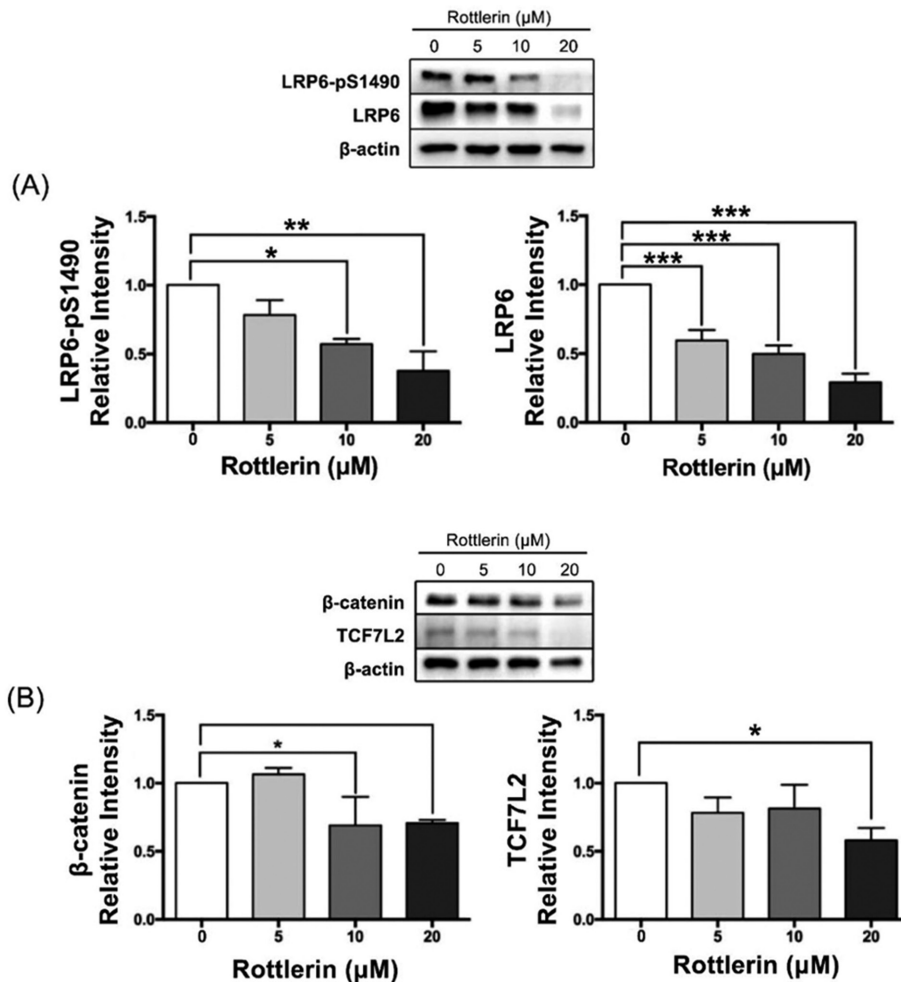 Rottlerin (μM)
0 5 10 20
LRP6-pS1490
LRP6
β-actin
(A)
LRP6-pS1490
Relative Intensity
1.5
1.0
0.5
0.0
**
*
0 5 10 20
Rottlerin (μM)
LRP6
Relative Intensity
1.5
1.0
0.5
0.0
***
***
***
0 5 10 20
Rottlerin (μM)
Rottlerin (μM)
0 5 10 20
β-catenin
TCF7L2
β-actin
(B)
β-catenin
Relative Intensity
1.5
1.0
0.5
0.0
*
0 5 10 20
Rottlerin (μM)
TCF7L2
Relative Intensity
1.5
1.0
0.5
0.0
*
0 5 10 20
Rottlerin (μM)